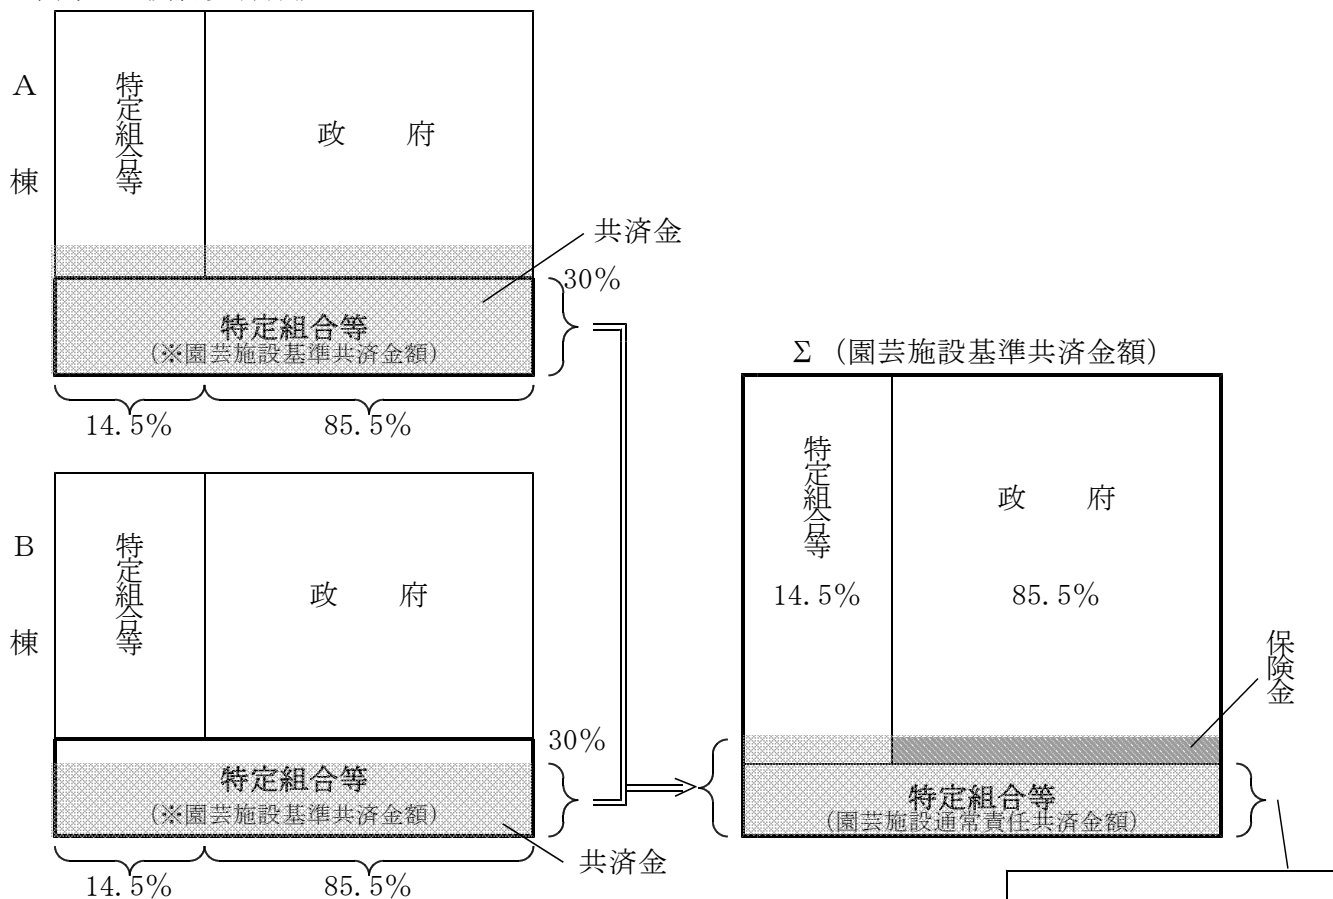 A棟
特定組合等
政　府
共済金
30%
特定組合等
(※園芸施設基準共済金額)
14.5%
85.5%
B棟
特定組合等
政　府
30%
特定組合等
(※園芸施設基準共済金額)
共済金
14.5%
85.5%
Σ（園芸施設基準共済金額）
特定組合等
政　府
14.5%
85.5%
保険金
特定組合等
(園芸施設通常責任共済金額)